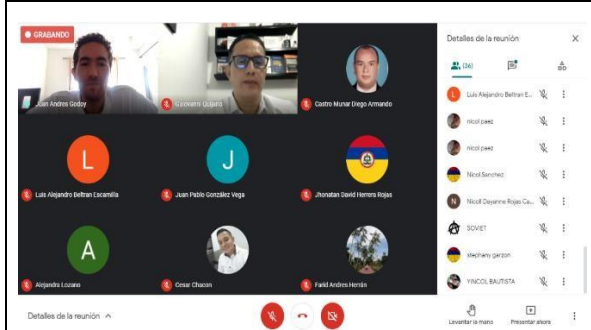 GRABANDO
Juan Andres Godoy
Giovanni Quijano
Castro Munar Diego Armando
L
J
Luis Alejandro Beltran Escamilla
Juan Pablo González Vega
Jhonatan David Herrera Rojas
A
Alejandra Lozano
Cesar Chacon
Farid Andres Hernán
Detalles de la reunión
(36)
L Luis Alejandro Beltran E...
nicol paez
nicol paez
Nicol Sanchez
N Nicoll Dayanne Rojas Ca...
SOVIET
stephany garzon
YINCOL BAUTISTA
Detalles de la reunión
Levantar la mano
Presentar ahora